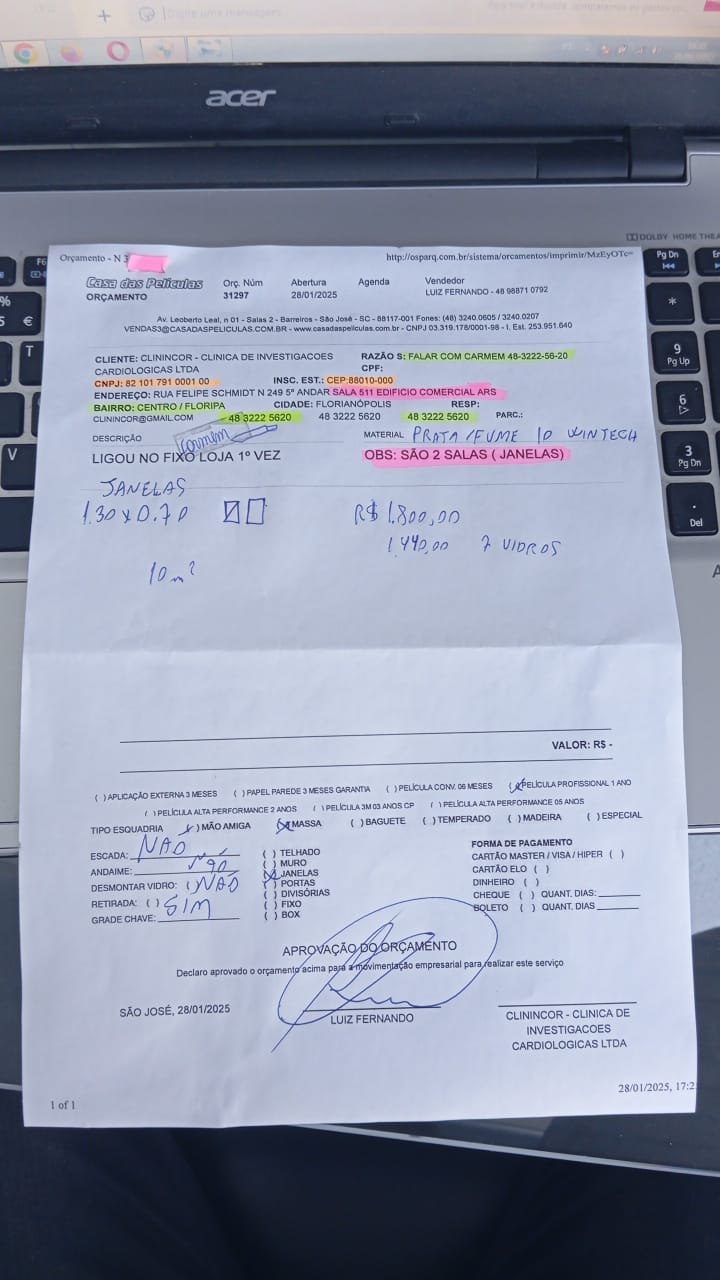 Digite uma mensagem
acer
DOLBY HOME THEA
Orçamento - N 3
http://osparq.com.br/sistema/orcamentos/imprimir/MzEyOTc=
Casa das Películas
ORÇAMENTO
Orç. Núm
31297
Abertura
28/01/2025
Agenda
Vendedor
LUIZ FERNANDO - 48 98871 0792
Av. Leoberto Leal, n 01 - Salas 2 - Barreiros - São José - SC - 88117-001 Fones: (48) 3240.0605 / 3240.0207
VENDAS3@CASADASPELICULAS.COM.BR - www.casadaspeliculas.com.br - CNPJ 03.319.178/0001-98 - I. Est. 253.951.640
CLIENTE: CLININCOR - CLINICA DE INVESTIGACOES
CARDIOLOGICAS LTDA
RAZÃO S: FALAR COM CARMEM 48-3222-56-20
CPF:
CNPJ: 82 101 791 0001 00
INSC. EST.: CEP:88010-000
ENDEREÇO: RUA FELIPE SCHMIDT N 249 5º ANDAR SALA 511 EDIFICIO COMERCIAL ARS
BAIRRO: CENTRO / FLORIPA
CIDADE: FLORIANÓPOLIS
RESP:
CLININCOR@GMAIL.COM
48 3222 5620
48 3222 5620
48 3222 5620
PARC.:
DESCRIÇÃO
Carmem
MATERIAL PRATA/FUME 10 WINTECH
LIGOU NO FIXO LOJA 1º VEZ
OBS: SÃO 2 SALAS ( JANELAS)
JANELAS
1.30 x 0.70
R$ 1.800,00
1.440,00 7 VIDROS
10 m²
VALOR: R$ -
( )APLICAÇÃO EXTERNA 3 MESES ( )PAPEL PAREDE 3 MESES GARANTIA ( )PELÍCULA CONV. 06 MESES (x)PELÍCULA PROFISSIONAL 1 ANO
( )PELÍCULA ALTA PERFORMANCE 2 ANOS ( )PELÍCULA 3M 03 ANOS CP ( )PELÍCULA ALTA PERFORMANCE 05 ANOS
TIPO ESQUADRIA (x)MÃO AMIGA (x)MASSA ( )BAGUETE ( )TEMPERADO ( )MADEIRA ( )ESPECIAL
ESCADA: NAO
ANDAIME: NÃO
DESMONTAR VIDRO: ( ) NAO
RETIRADA: ( ) SIM
GRADE CHAVE:
( ) TELHADO
( ) MURO
(x) JANELAS
( ) PORTAS
( ) DIVISÓRIAS
( ) FIXO
( ) BOX
FORMA DE PAGAMENTO
CARTÃO MASTER / VISA / HIPER ( )
CARTÃO ELO ( )
DINHEIRO ( )
CHEQUE ( ) QUANT. DIAS:
BOLETO ( ) QUANT. DIAS
APROVAÇÃO DO ORÇAMENTO
Declaro aprovado o orçamento acima para a movimentação empresarial para realizar este serviço
SÃO JOSÉ, 28/01/2025
LUIZ FERNANDO
CLININCOR - CLINICA DE
INVESTIGACOES
CARDIOLOGICAS LTDA
28/01/2025, 17:2
1 of 1